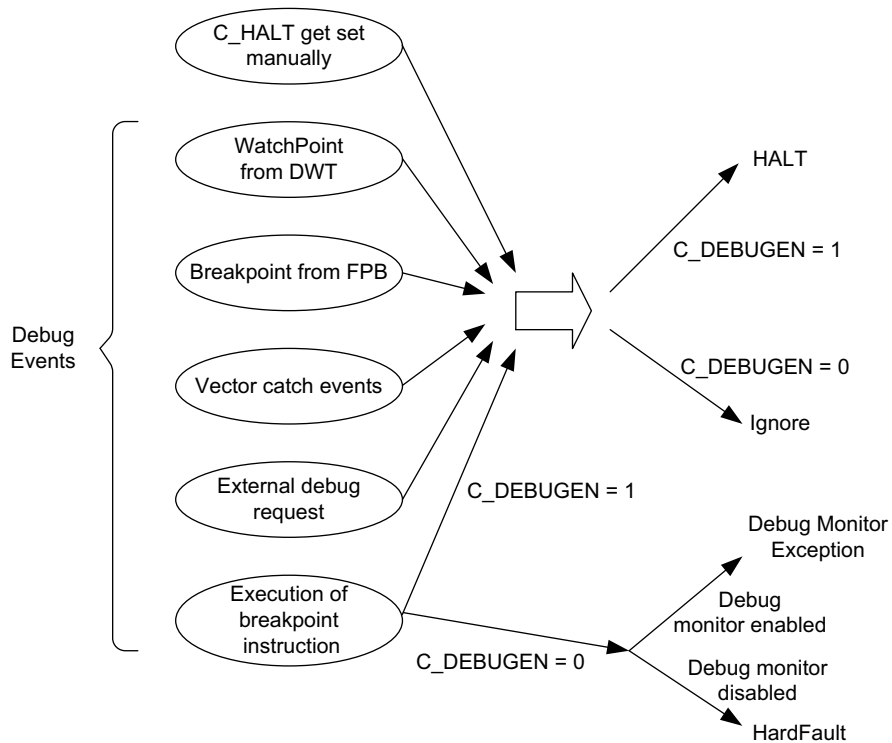 C_HALT get set
manually
WatchPoint
from DWT
Breakpoint from FPB
Vector catch events
External debug
request
Execution of
breakpoint
instruction
Debug
Events
HALT
C_DEBUGEN = 1
C_DEBUGEN = 0
Ignore
C_DEBUGEN = 1
C_DEBUGEN = 0
Debug Monitor
Exception
Debug
monitor enabled
Debug monitor
disabled
HardFault